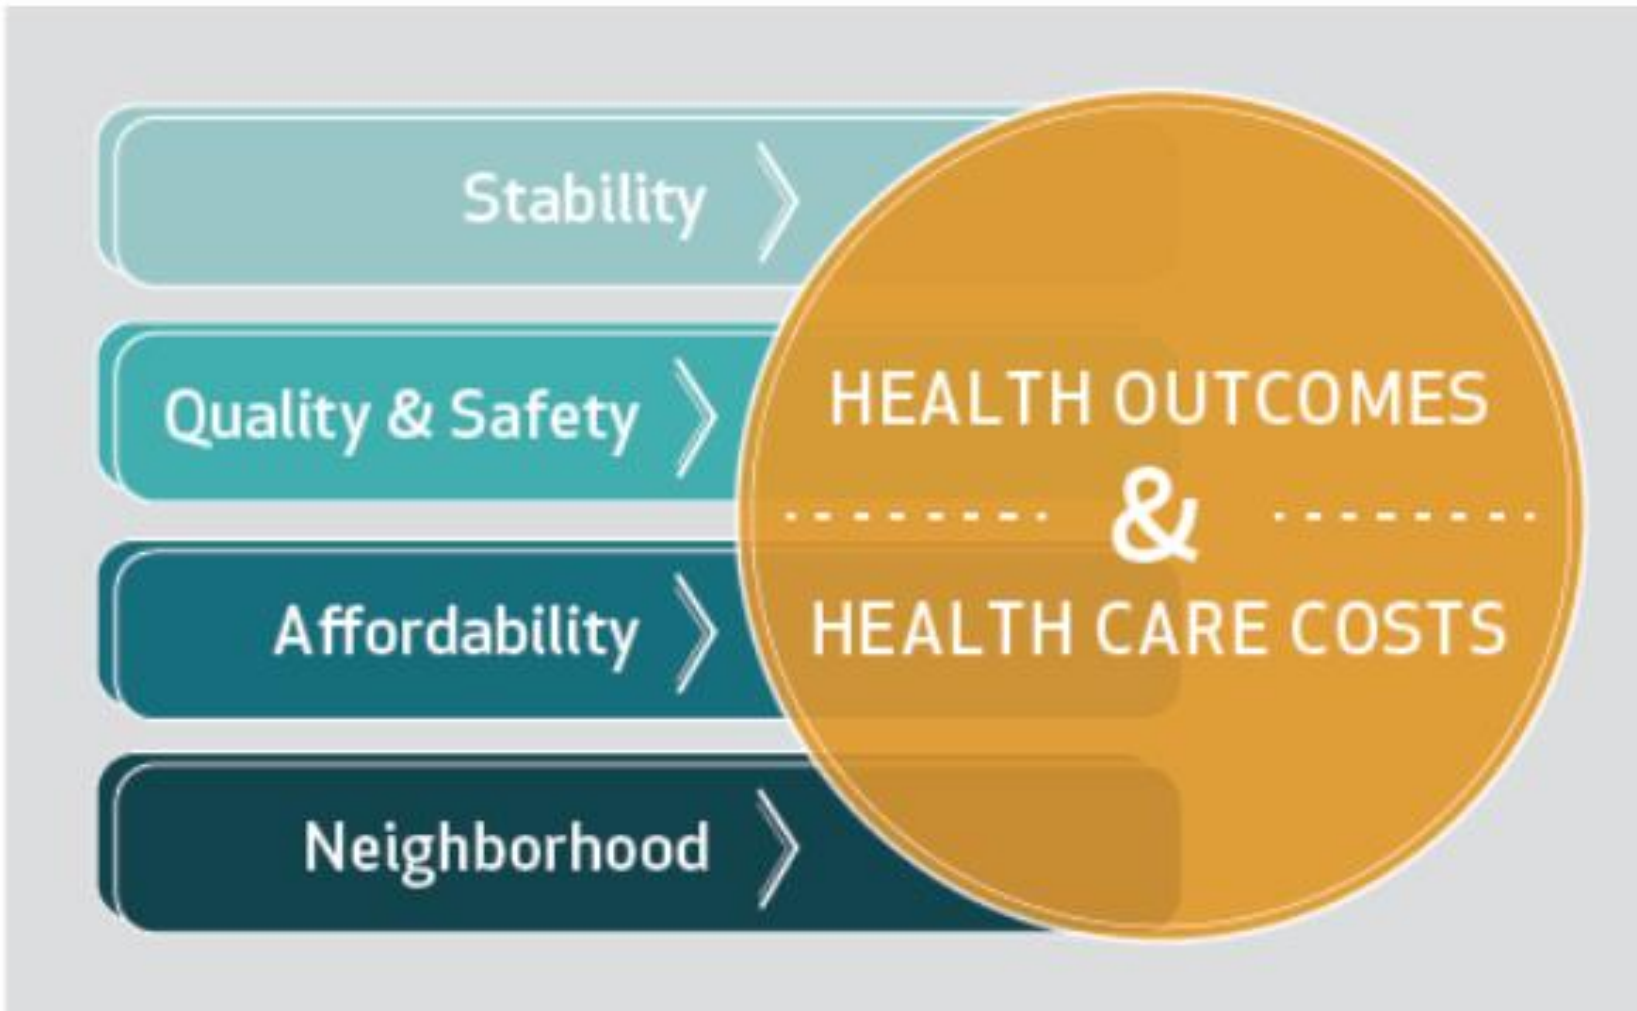 Stability
Quality & Safety
Affordability
Neighborhood
HEALTH OUTCOMES
&
HEALTH CARE COSTS